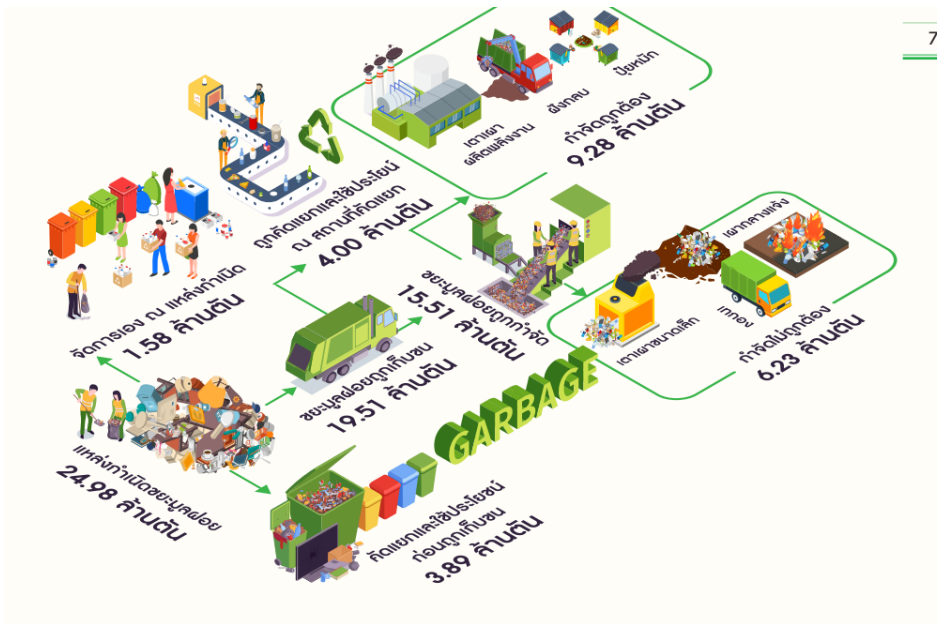 7
ปุ๋ยหมัก
ฝังกลบ
เตาเผา
ผลิตพลังงาน
กำจัดถูกต้อง
9.28 ล้านตัน
ถูกคัดแยกและใช้ประโยชน์
ณ สถานที่คัดแยก
4.00 ล้านตัน
เผากลางแจ้ง
เทกอง
เตาเผาขนาดเล็ก
กำจัดไม่ถูกต้อง
6.23 ล้านตัน
ขยะมูลฝอยถูกกำจัด
15.51 ล้านตัน
จัดการเอง ณ แหล่งกำเนิด
1.58 ล้านตัน
ขยะมูลฝอยถูกเก็บขน
19.51 ล้านตัน
GARBAGE
แหล่งกำเนิดขยะมูลฝอย
24.98 ล้านตัน
คัดแยกและใช้ประโยชน์
ก่อนถูกเก็บขน
3.89 ล้านตัน